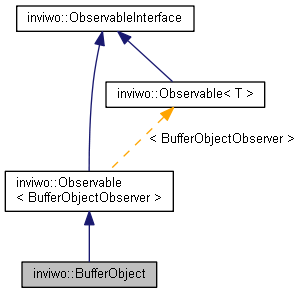 inviwo::ObservableInterface
inviwo::Observable< T >
< BufferObjectObserver >
inviwo::Observable
< BufferObjectObserver >
inviwo::BufferObject